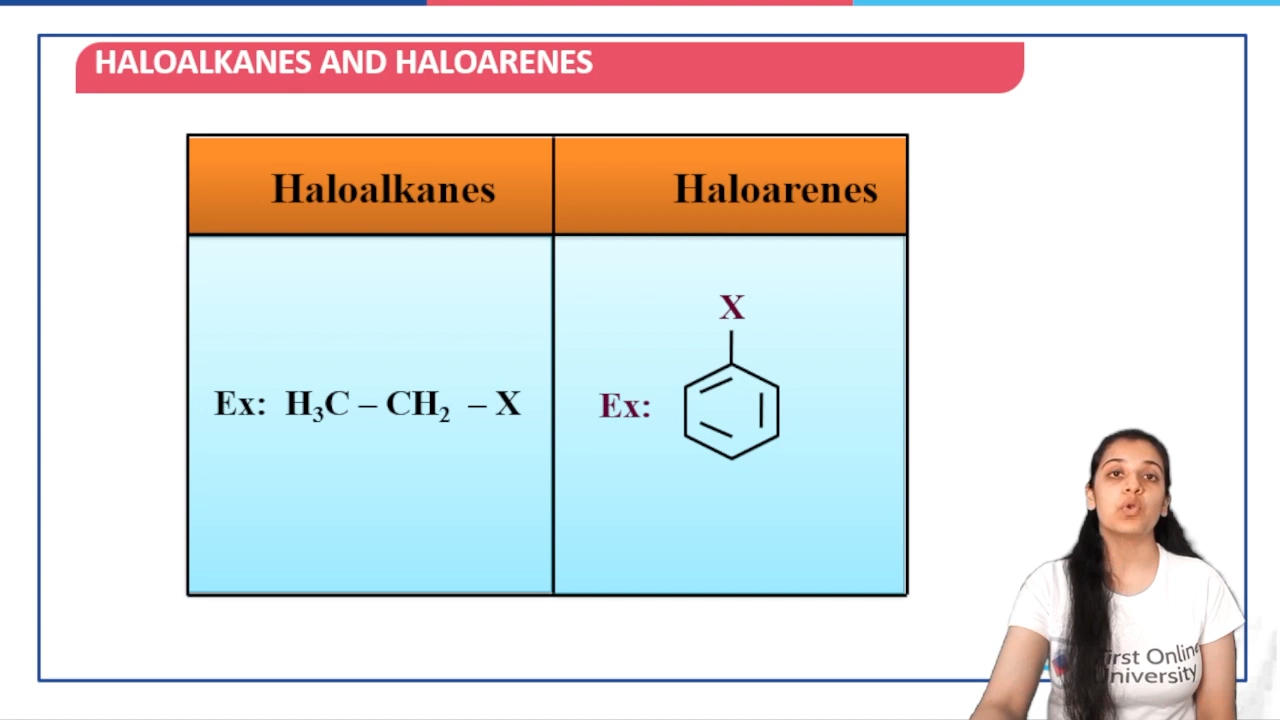 HALOALKANES AND HALOARENES
Haloalkanes
Haloarenes
Ex: H₃C – CH₂ – X
X
Ex:
First Online
University